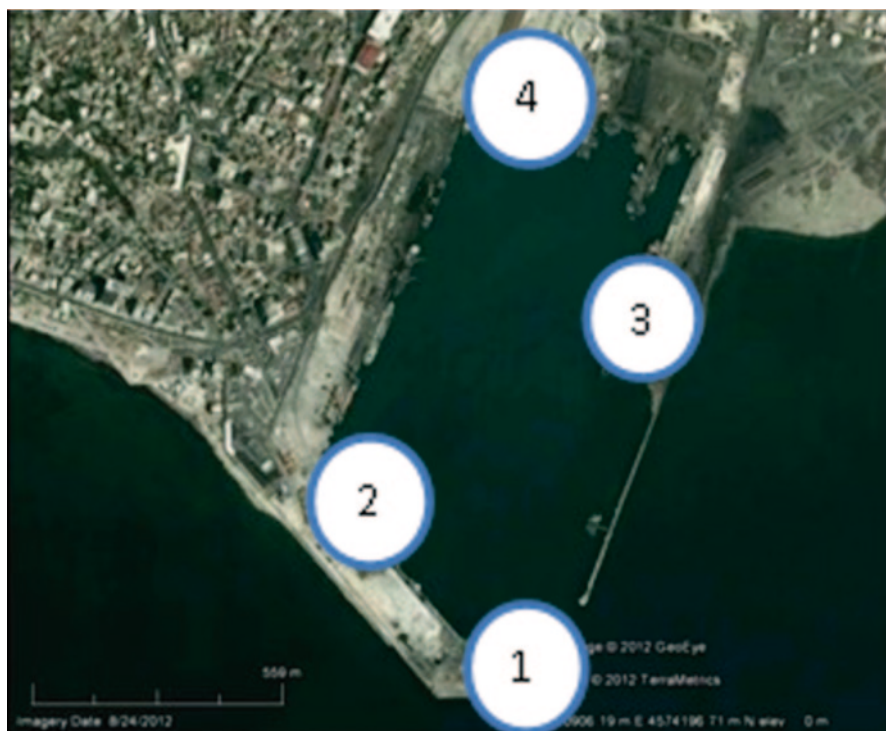 4
3
2
1
ge © 2012 GeoEye
© 2012 TerraMetrics
559 m
Imagery Date 8/24/2012
0906.19 m E 4574196.71 m N elev 0 m